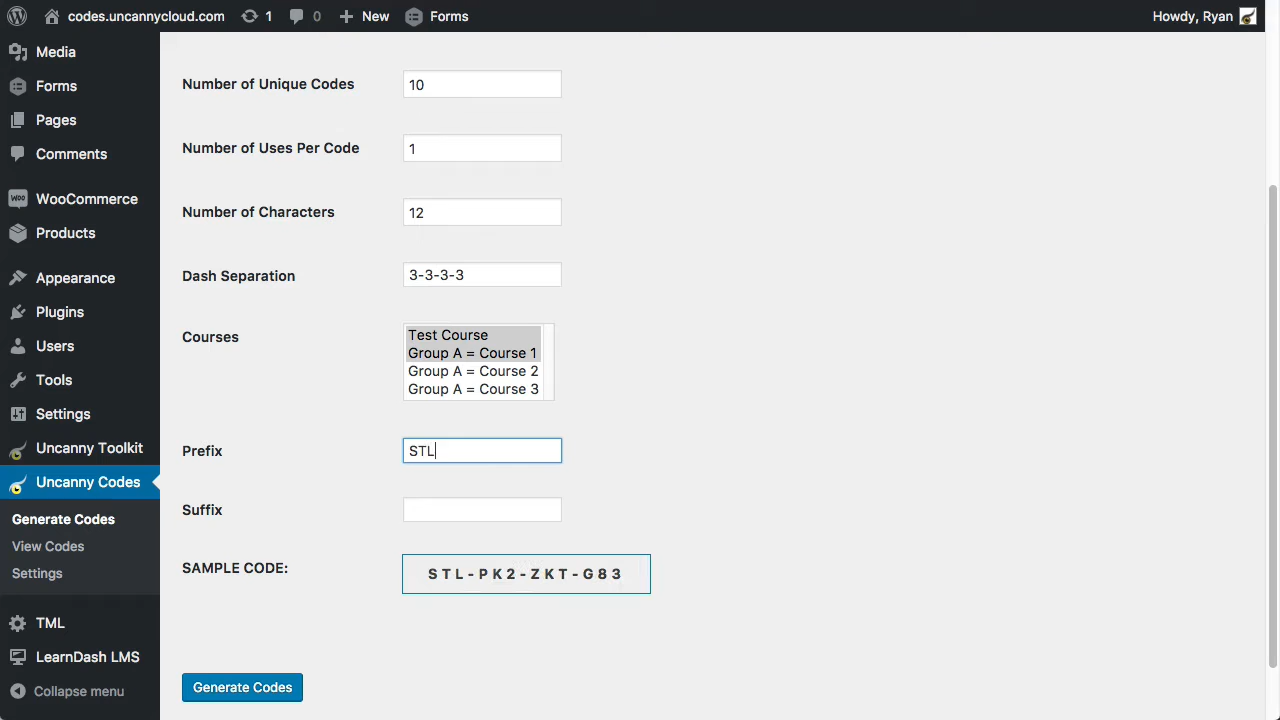 codes.uncannycloud.com 1 0 New Forms Howdy, Ryan
Media
Forms
Pages
Comments
WOO WooCommerce
Products
Appearance
Plugins
Users
Tools
Settings
Uncanny Toolkit
Uncanny Codes
Generate Codes
View Codes
Settings
TML
LearnDash LMS
Collapse menu
Number of Unique Codes 10
Number of Uses Per Code 1
Number of Characters 12
Dash Separation 3-3-3-3
Courses Test Course
Group A = Course 1
Group A = Course 2
Group A = Course 3
Prefix STL
Suffix
SAMPLE CODE: STL-PK2-ZKT-G83
Generate Codes